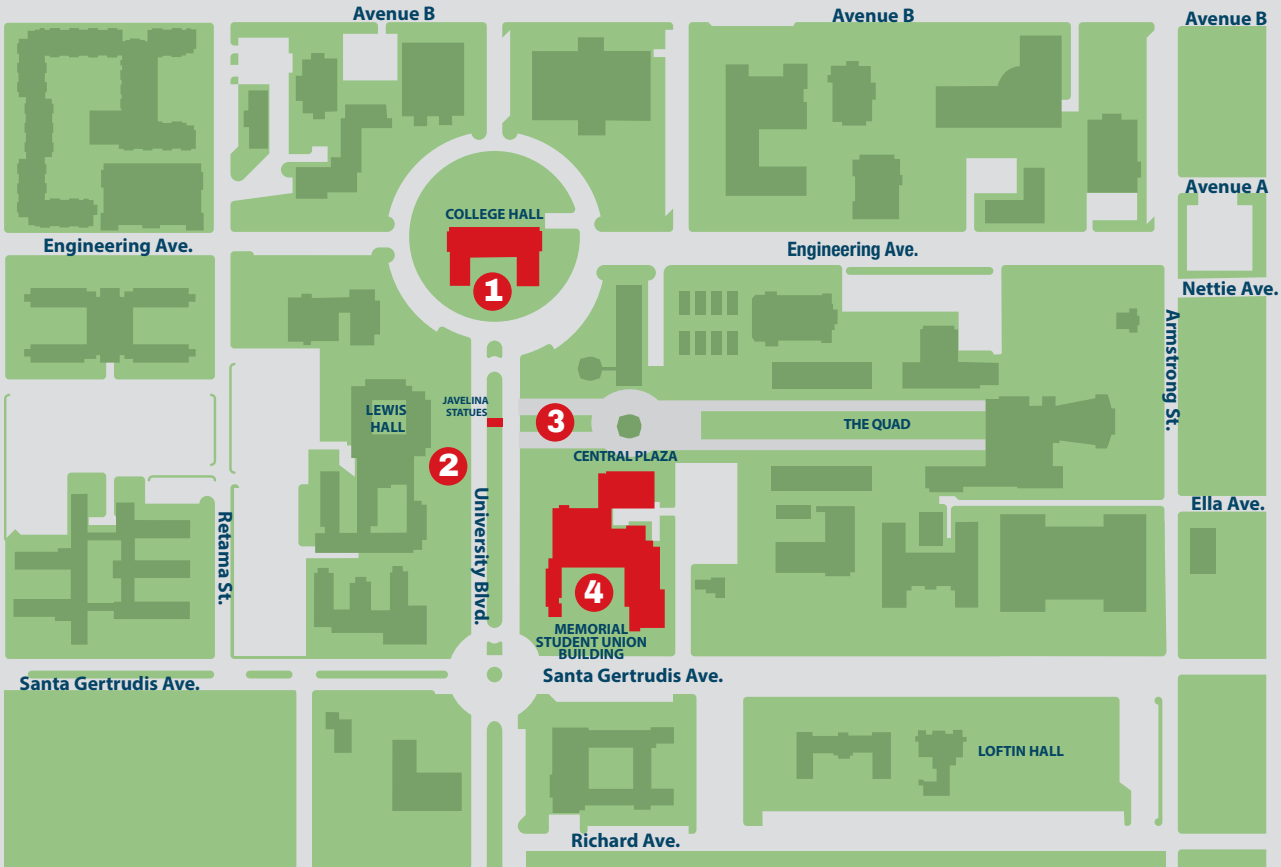 Avenue B
Avenue B
Avenue B
Avenue A
COLLEGE HALL
Engineering Ave.
Engineering Ave.
1
Nettie Ave.
Armstrong St.
JAVELINA
STATUES
LEWIS
HALL
3
THE QUAD
CENTRAL PLAZA
2
University Blvd.
Retama St.
Ella Ave.
4
MEMORIAL
STUDENT UNION
BUILDING
Santa Gertrudis Ave.
Santa Gertrudis Ave.
LOFTIN HALL
Richard Ave.